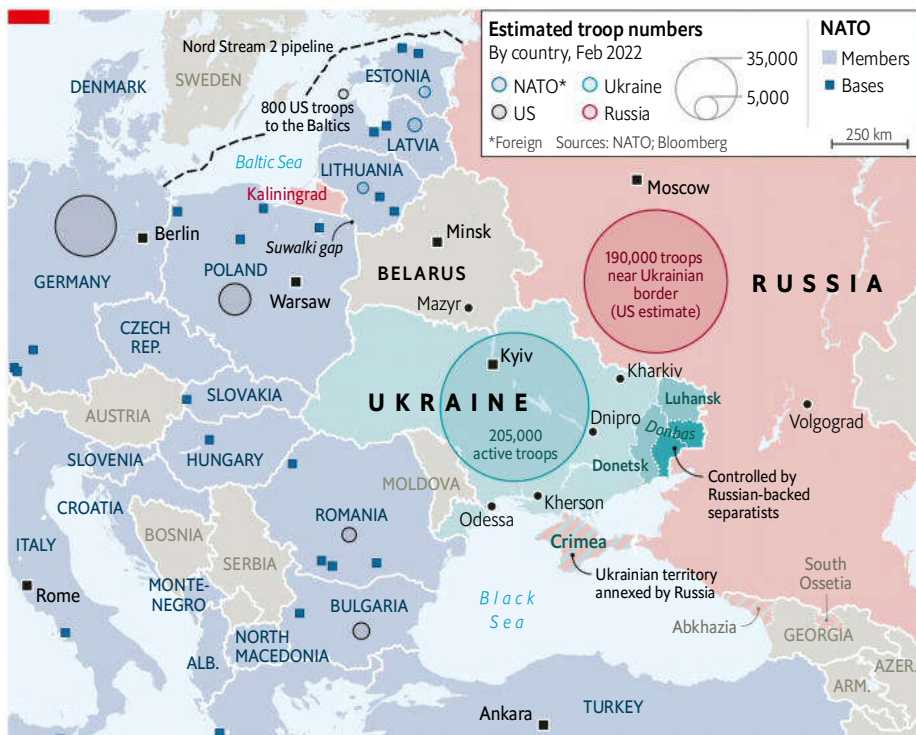 Estimated troop numbers
By country, Feb 2022
NATO*
Ukraine
US
Russia
35,000
5,000
*Foreign Sources: NATO; Bloomberg
NATO
Members
Bases
250 km
Nord Stream 2 pipeline
DENMARK
SWEDEN
ESTONIA
800 US troops
to the Baltics
LATVIA
Baltic Sea
LITHUANIA
Kaliningrad
Moscow
Berlin
Suwalki gap
Minsk
190,000 troops
near Ukrainian
border
(US estimate)
RUSSIA
GERMANY
POLAND
Warsaw
BELARUS
Mazyr
CZECH
REP.
Kyiv
Kharkiv
SLOVAKIA
UKRAINE
Luhansk
AUSTRIA
Dnipro
Donbas
Volgograd
205,000
active troops
SLOVENIA
HUNGARY
Donetsk
MOLDOVA
Controlled by
Russian-backed
separatists
CROATIA
Kherson
Odessa
ROMANIA
BOSNIA
ITALY
SERBIA
Crimea
Ukrainian territory
annexed by Russia
South
Ossetia
Rome
MONTE-
NEGRO
BULGARIA
Black
Sea
Abkhazia
GEORGIA
NORTH
MACEDONIA
ALB.
AZER.
ARM.
Ankara
TURKEY